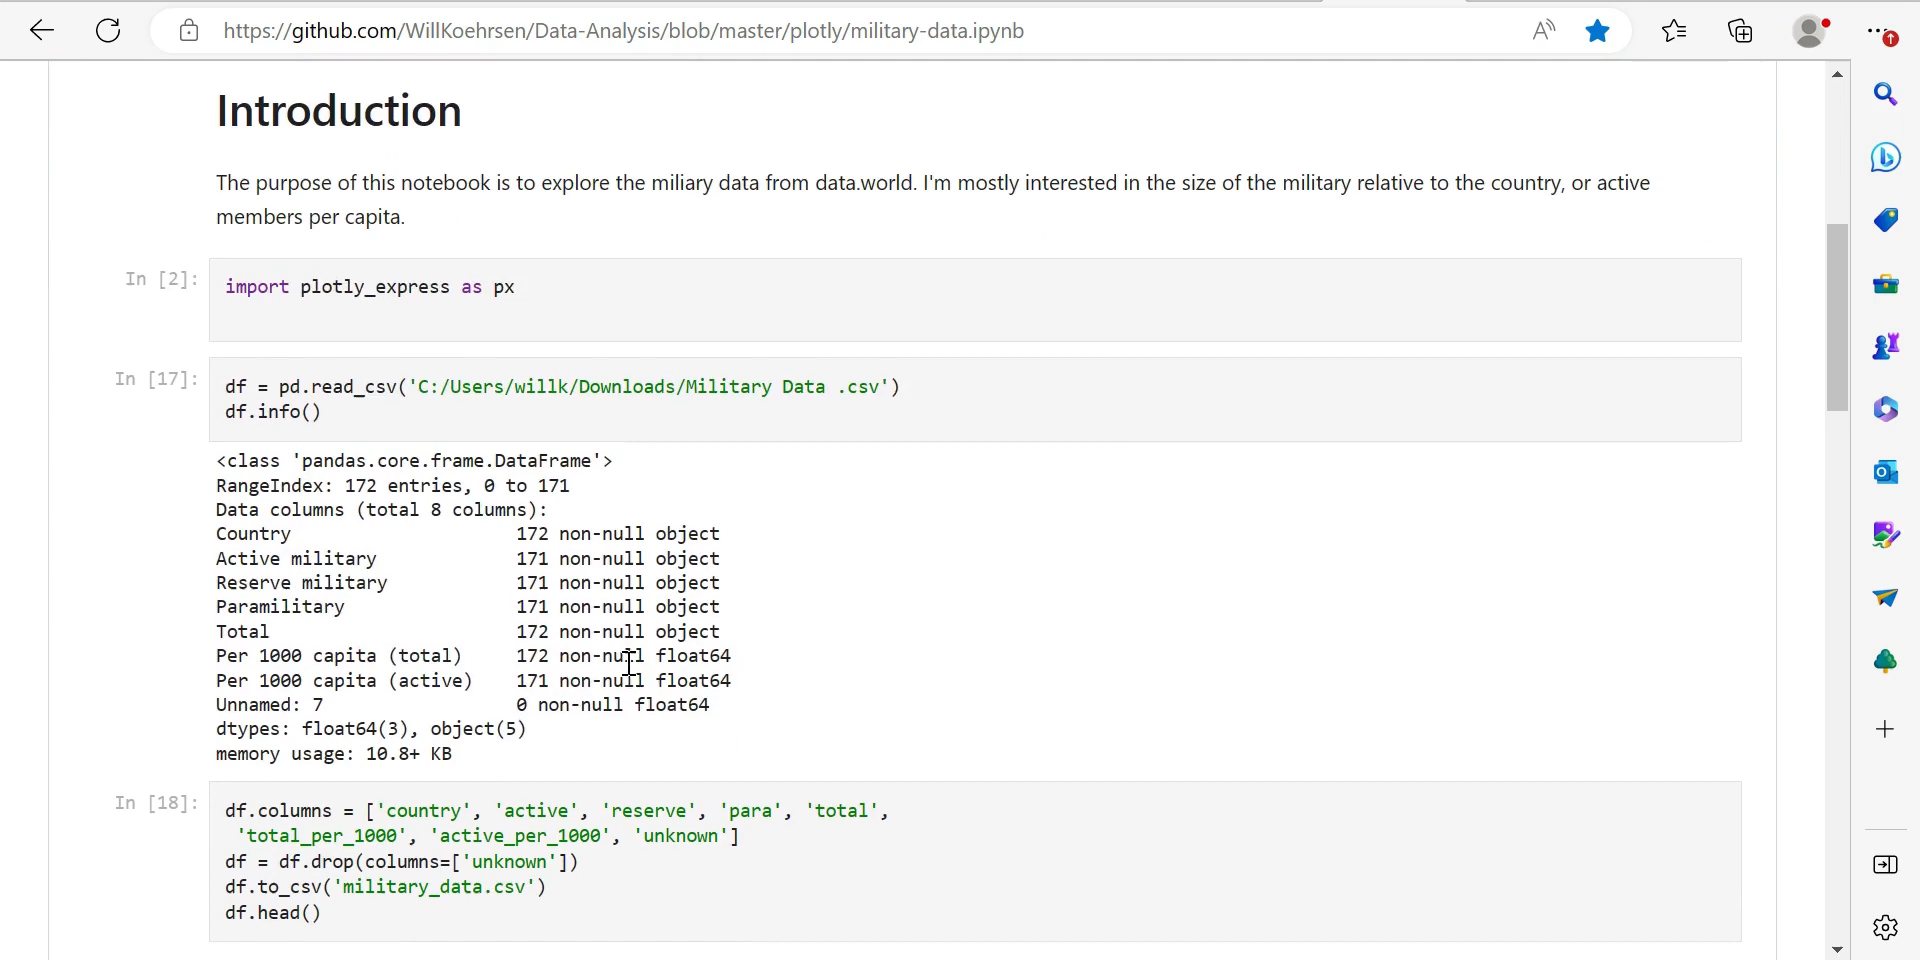 https://github.com/WillKoehrsen/Data-Analysis/blob/master/plotly/military-data.ipynb
Introduction
The purpose of this notebook is to explore the miliary data from data.world. I'm mostly interested in the size of the military relative to the country, or active
members per capita.
In [2]:
import plotly_express as px
In [17]:
df = pd.read_csv('C:/Users/willk/Downloads/Military Data .csv')
df.info()
<class 'pandas.core.frame.DataFrame'>
RangeIndex: 172 entries, 0 to 171
Data columns (total 8 columns):
Country 172 non-null object
Active military 171 non-null object
Reserve military 171 non-null object
Paramilitary 171 non-null object
Total 172 non-null object
Per 1000 capita (total) 172 non-null float64
Per 1000 capita (active) 171 non-null float64
Unnamed: 7 0 non-null float64
dtypes: float64(3), object(5)
memory usage: 10.8+ KB
In [18]:
df.columns = ['country', 'active', 'reserve', 'para', 'total',
'total_per_1000', 'active_per_1000', 'unknown']
df = df.drop(columns=['unknown'])
df.to_csv('military_data.csv')
df.head()